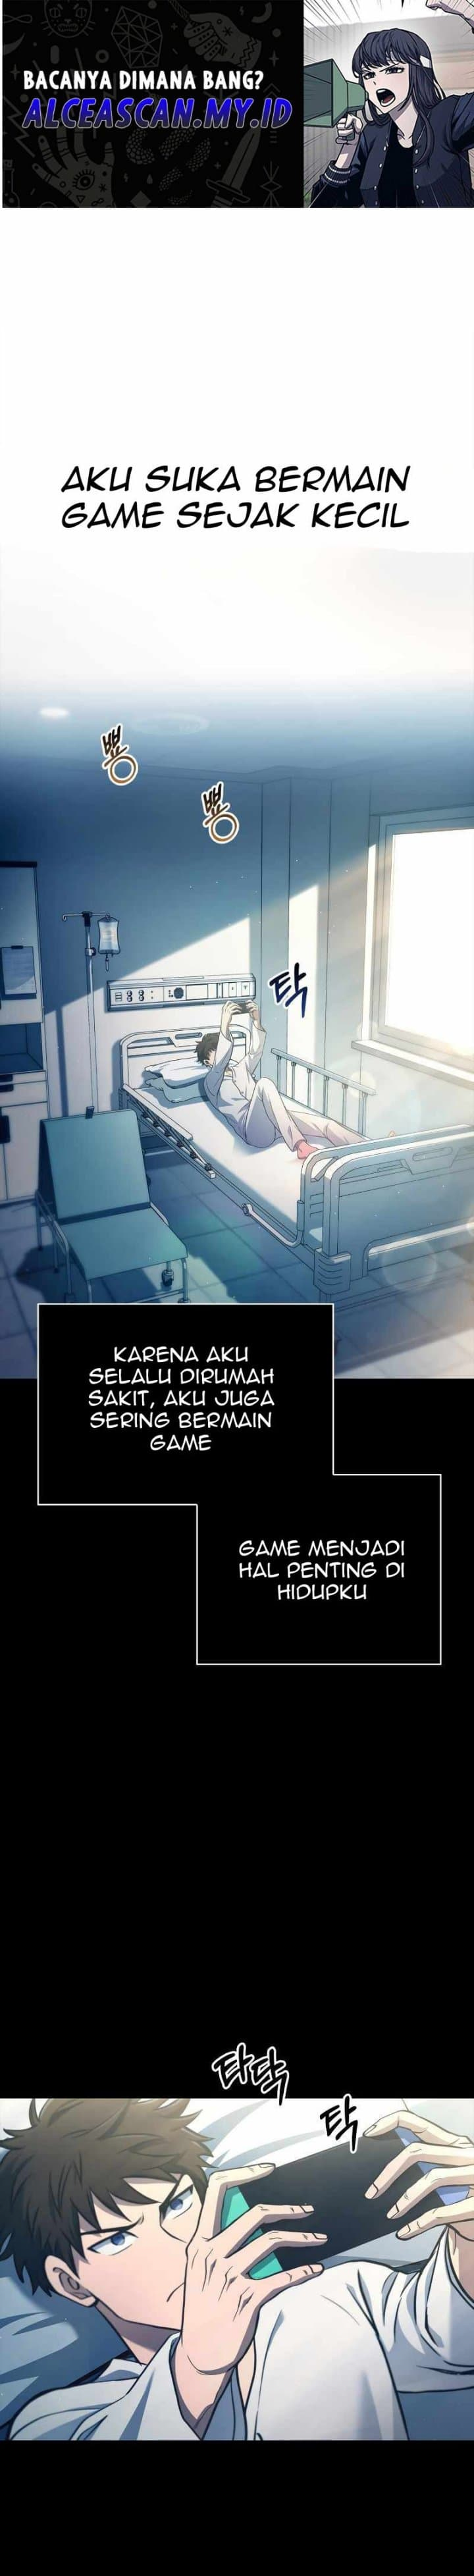 BACANYA DIMANA BANG?
ALCEASCAN.MY.ID
AKU SUKA BERMAIN
GAME SEJAK KECIL
뿅
뿅
탁
KARENA AKU
SELALU DIRUMAH
SAKIT, AKU JUGA
SERING BERMAIN
GAME
GAME MENJADI
HAL PENTING DI
HIDUPKU
타닥
탁